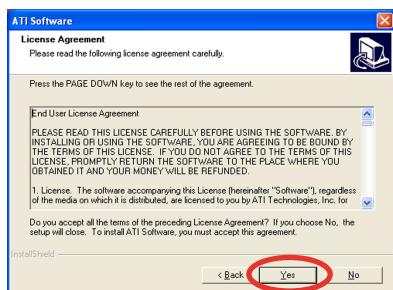 ATI Software
License Agreement
Please read the following license agreement carefully.
Press the PAGE DOWN key to see the rest of the agreement.
End User License Agreement
PLEASE READ THIS LICENSE CAREFULLY BEFORE USING THE SOFTWARE. BY
INSTALLING OR USING THE SOFTWARE, YOU ARE AGREEING TO BE BOUND BY
THE TERMS OF THIS LICENSE. IF YOU DO NOT AGREE TO THE TERMS OF THIS
LICENSE, PROMPTLY RETURN THE SOFTWARE TO THE PLACE WHERE YOU
OBTAINED IT AND YOUR MONEY WILL BE REFUNDED.
1. License. The software accompanying this License (hereinafter "Software"), regardless
of the media on which it is distributed, are licensed to you by ATI Technologies, Inc. for
Do you accept all the terms of the preceding License Agreement? If you choose No, the
setup will close. To install ATI Software, you must accept this agreement.
InstallShield
< Back Yes No